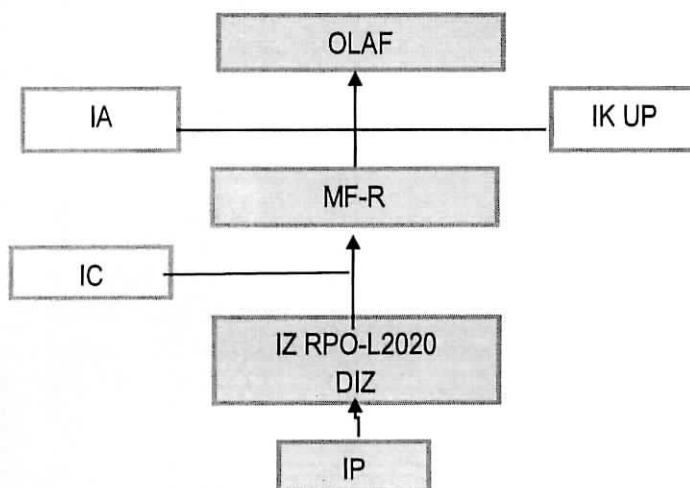 OLAF
IA
IK UP
MF-R
IC
IZ RPO-L2020
DIZ
IP